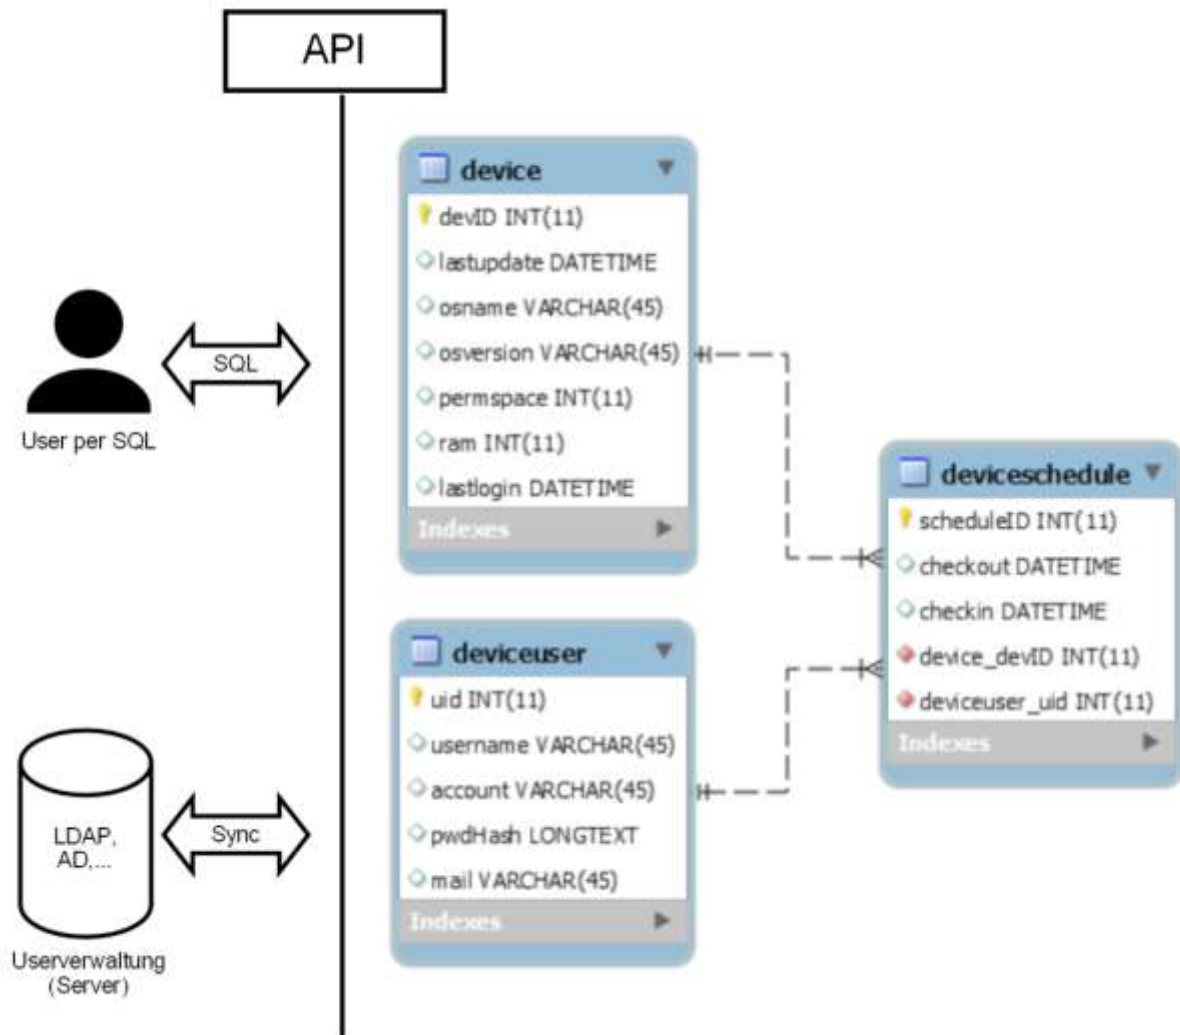 API
device
devID INT(11)
lastupdate DATETIME
osname VARCHAR(45)
osversion VARCHAR(45)
permspace INT(11)
ram INT(11)
lastlogin DATETIME
Indexes
SQL
User per SQL
deviceschedule
scheduleID INT(11)
checkout DATETIME
checkin DATETIME
device_devID INT(11)
deviceuser_uid INT(11)
Indexes
deviceuser
uid INT(11)
username VARCHAR(45)
account VARCHAR(45)
pwdHash LONGTEXT
mail VARCHAR(45)
Indexes
LDAP,
AD,...
Sync
Userverwaltung
(Server)